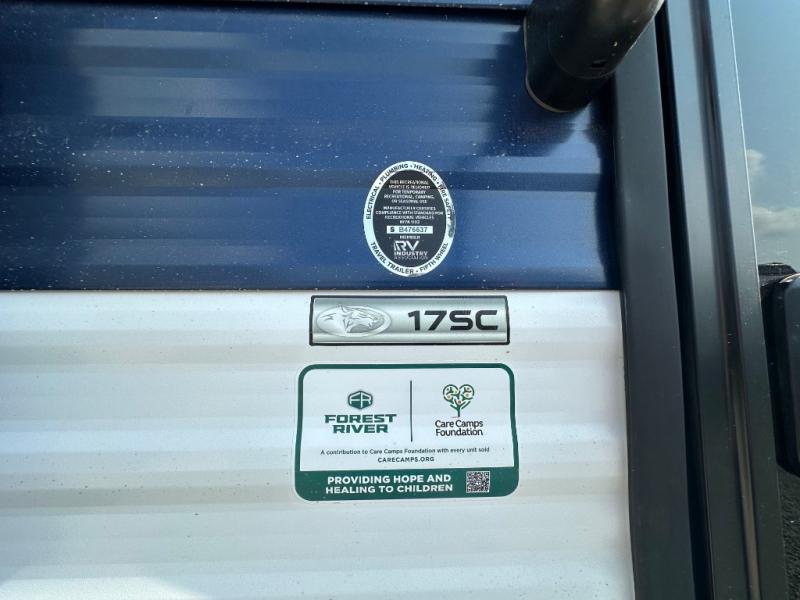 ELECTRICAL • PLUMBING • HEATING • FIRE SAFETY
THIS RECREATIONAL
VEHICLE IS DESIGNED
FOR TEMPORARY
RECREATIONAL, CAMPING,
OR SEASONAL USE
MANUFACTURER CERTIFIES
COMPLIANCE WITH STANDARD FOR
RECREATIONAL VEHICLES
NFPA 1192
S B476637
MEMBER
RV
INDUSTRY
ASSOCIATION
TRAVEL TRAILER • FIFTH WHEEL
17SC
FR
FOREST
RIVER
Care Camps
Foundation
A contribution to Care Camps Foundation with every unit sold
CARECAMPS.ORG
PROVIDING HOPE AND
HEALING TO CHILDREN